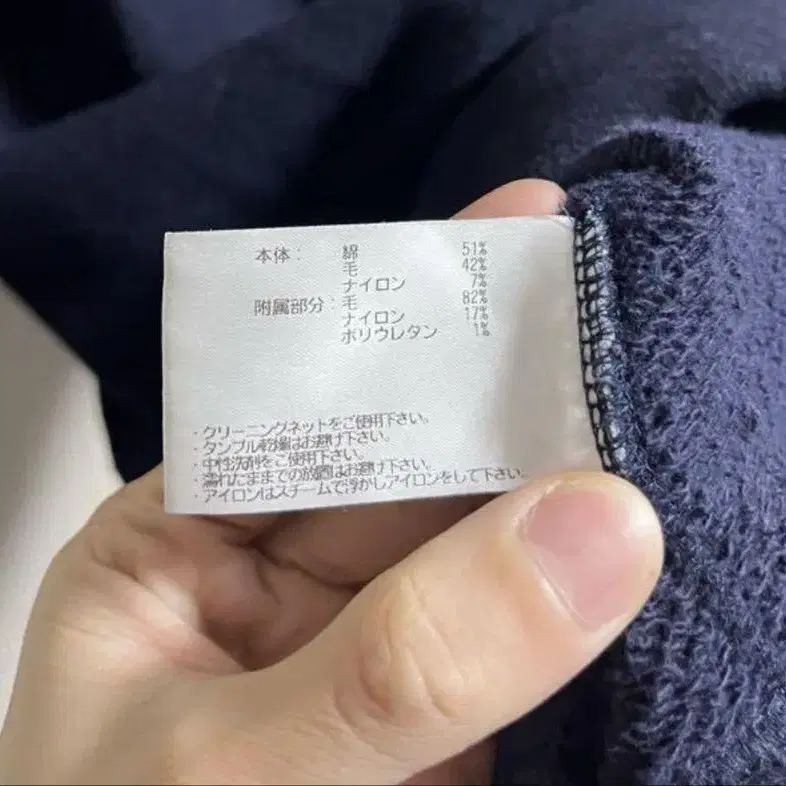 本体： 綿 51%
毛 42%
ナイロン 7%
附属部分：毛 82%
ナイロン 17%
ポリウレタン 1%
・クリーニングネットをご使用下さい。
・タンブル乾燥はお避け下さい。
・中性洗剤をご使用下さい。
・濡れたままでの放置はお避け下さい。
・アイロンはスチームで浮かしアイロンをして下さい。